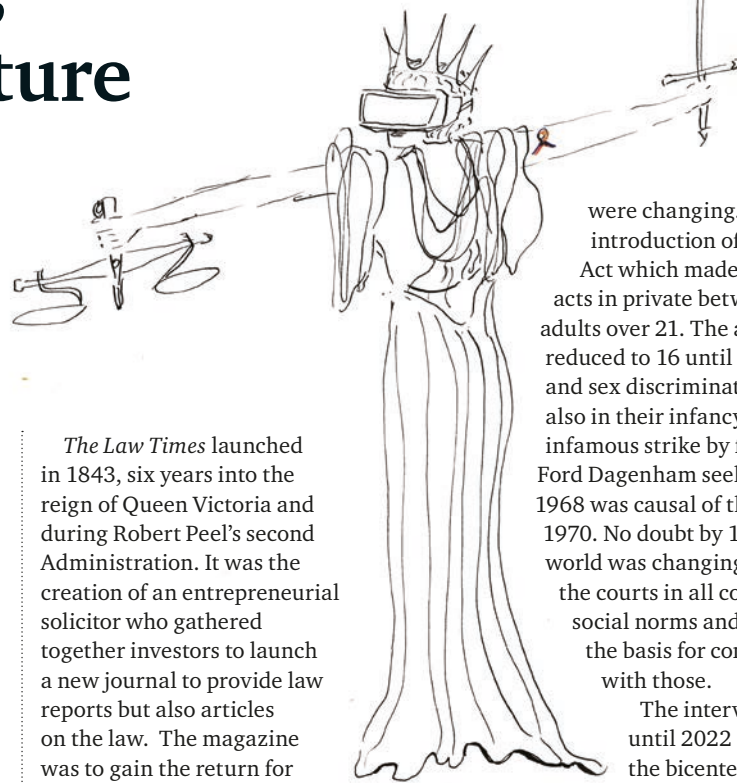 ture
The Law Times launched
in 1843, six years into the
reign of Queen Victoria and
during Robert Peel’s second
Administration. It was the
creation of an entrepreneurial
solicitor who gathered
together investors to launch
a new journal to provide law
reports but also articles
on the law. The magazine
was to gain the return for
were changing.
introduction of
Act which made
acts in private betw
adults over 21. The a
reduced to 16 until
and sex discriminat
also in their infancy
infamous strike by
Ford Dagenham seek
1968 was causal of th
1970. No doubt by 1
world was changing
the courts in all co
social norms and
the basis for con
with those.
The interv
until 2022
the bicente